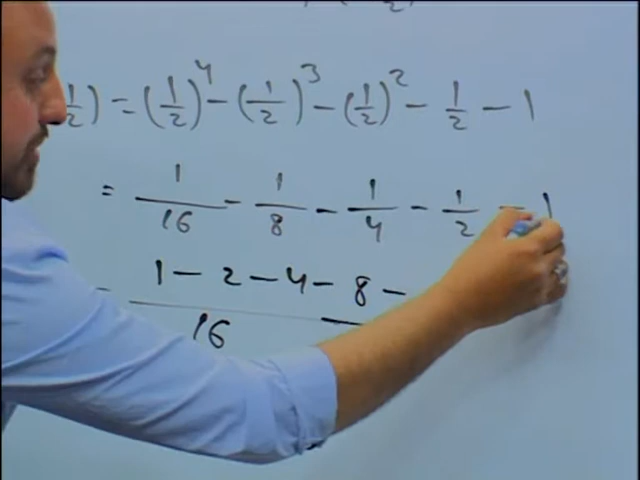 1/2) = (1/2)^4 - (1/2)^3 - (1/2)^2 - 1/2 - 1
= 1/16 - 1/8 - 1/4 - 1/2 - 1
1 - 2 - 4 - 8 - / 16